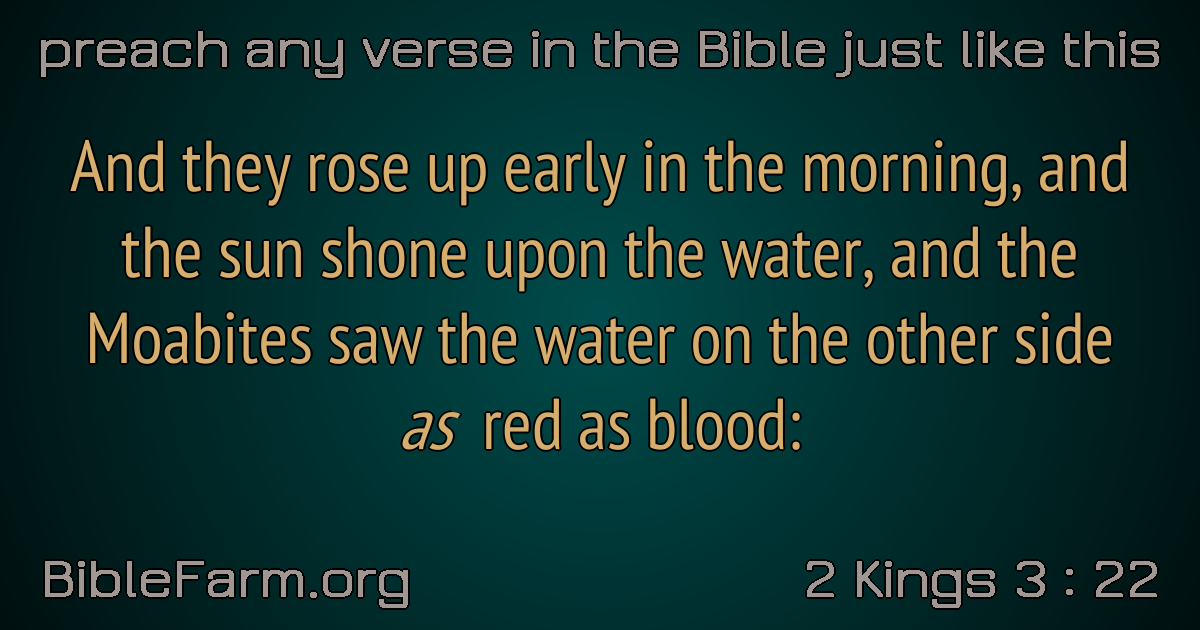 preach any verse in the Bible just like this
And they rose up early in the morning, and
the sun shone upon the water, and the
Moabites saw the water on the other side
as red as blood:
BibleFarm.org
2 Kings 3 : 22